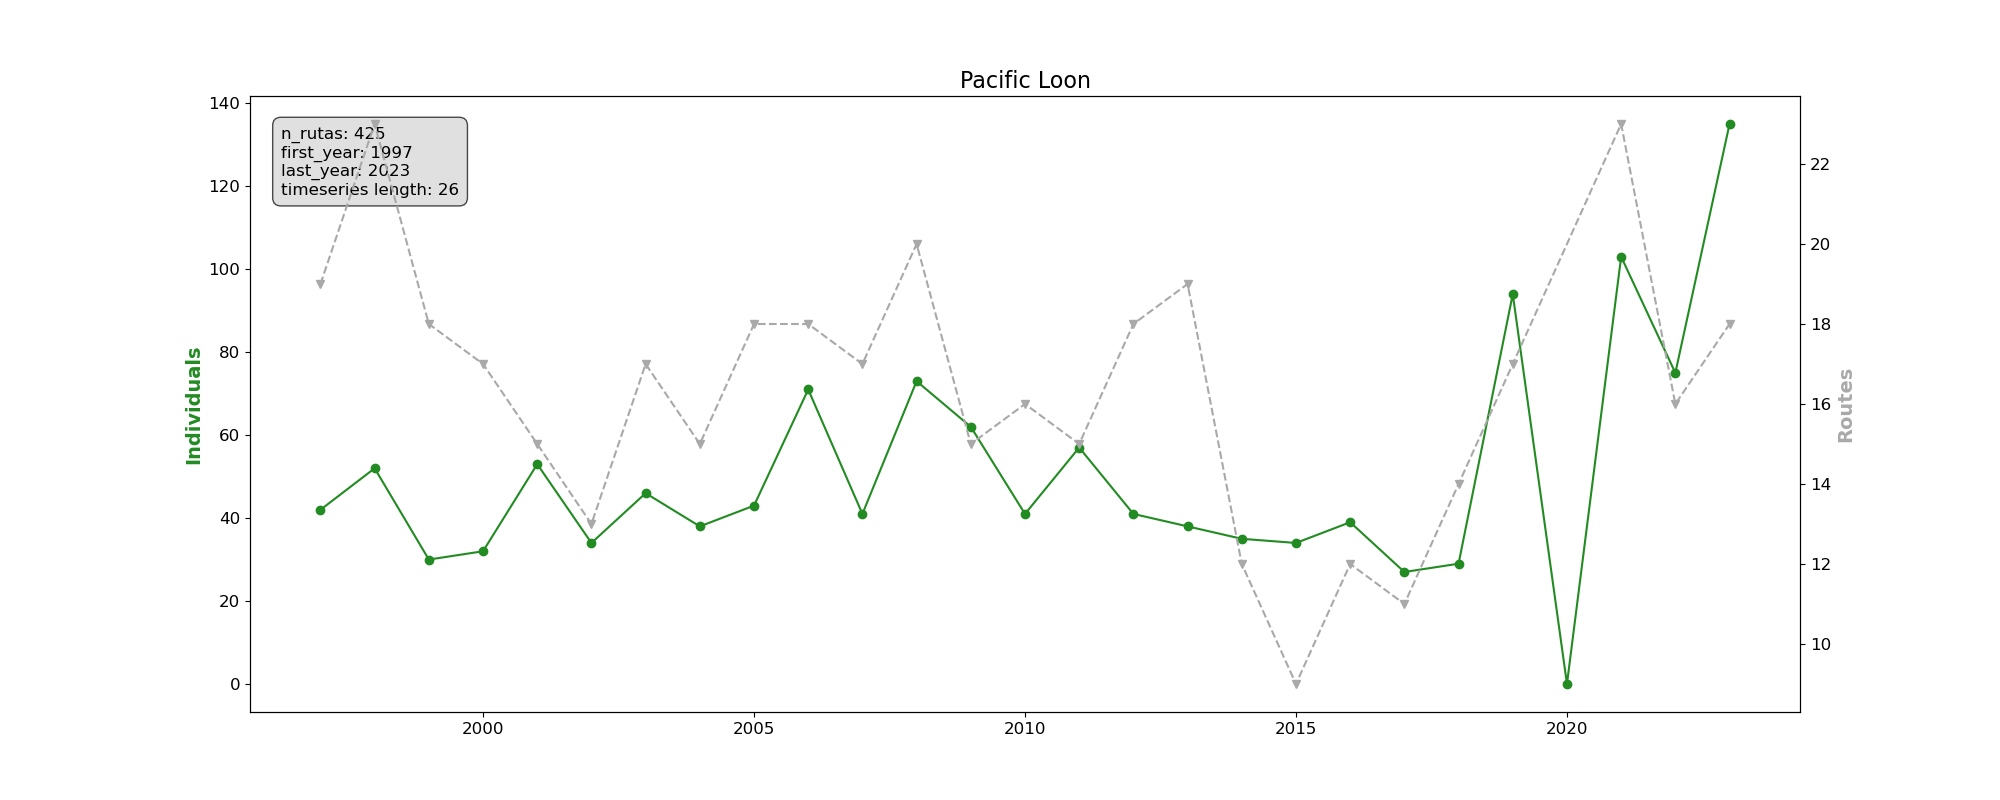 Pacific Loon
n_rutas: 425
first_year: 1997
last_year: 2023
timeseries length: 26
140
120
100
80
60
40
20
0
Individuals
22
20
18
16
14
12
10
Routes
2000
2005
2010
2015
2020